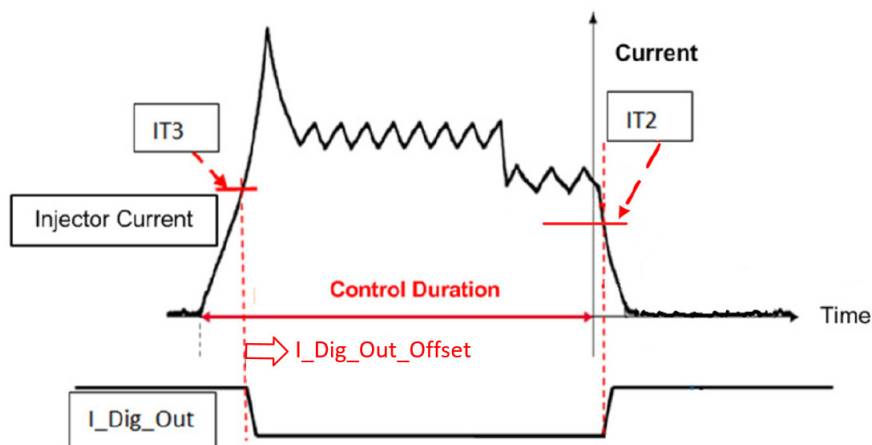 Current
IT3
IT2
Injector Current
Control Duration
Time
I_Dig_Out_Offset
I_Dig_Out